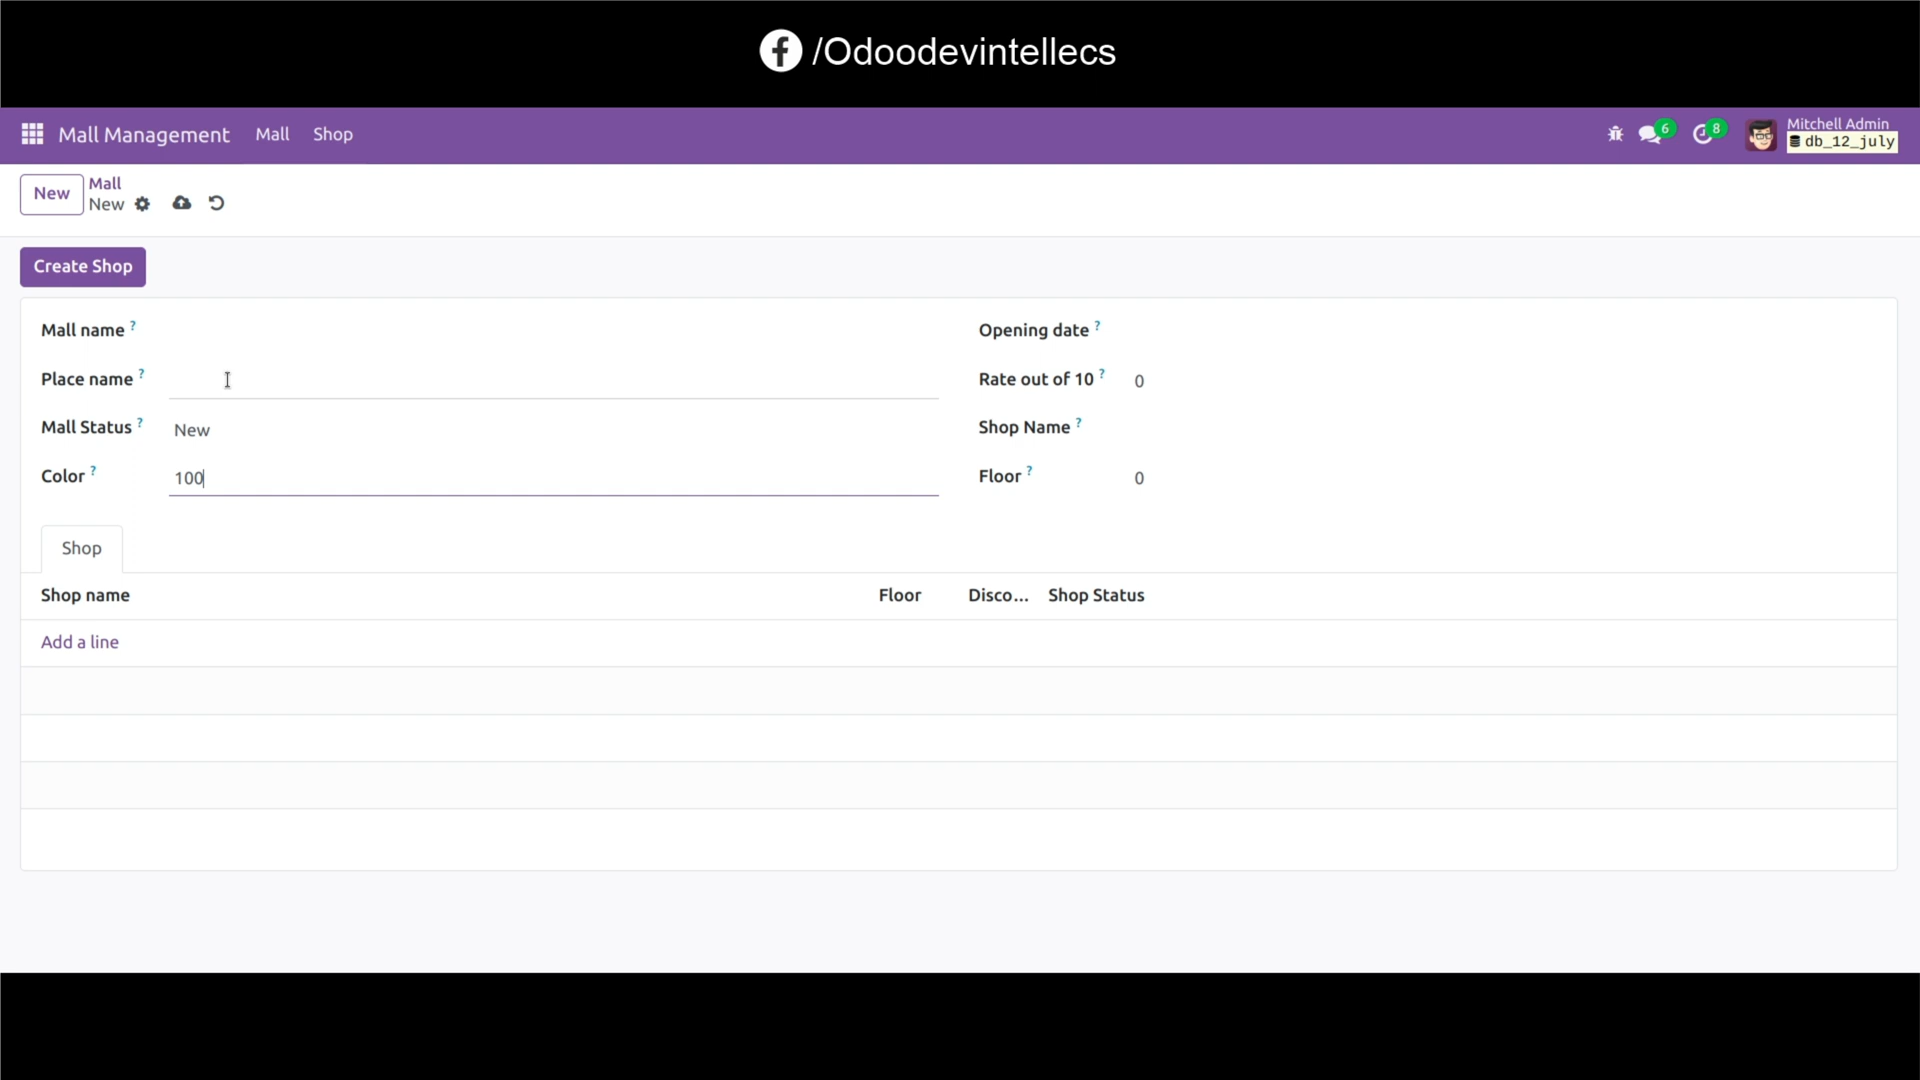 /Odoodevintellecs
Mall Management Mall Shop 6 8 Mitchell Admin
db_12_july
New Mall
New
Create Shop
Mall name ? Opening date ?
Place name ? Rate out of 10 ? 0
Mall Status ? New Shop Name ?
Color ? 100 Floor ? 0
Shop
Shop name Floor Disco... Shop Status
Add a line